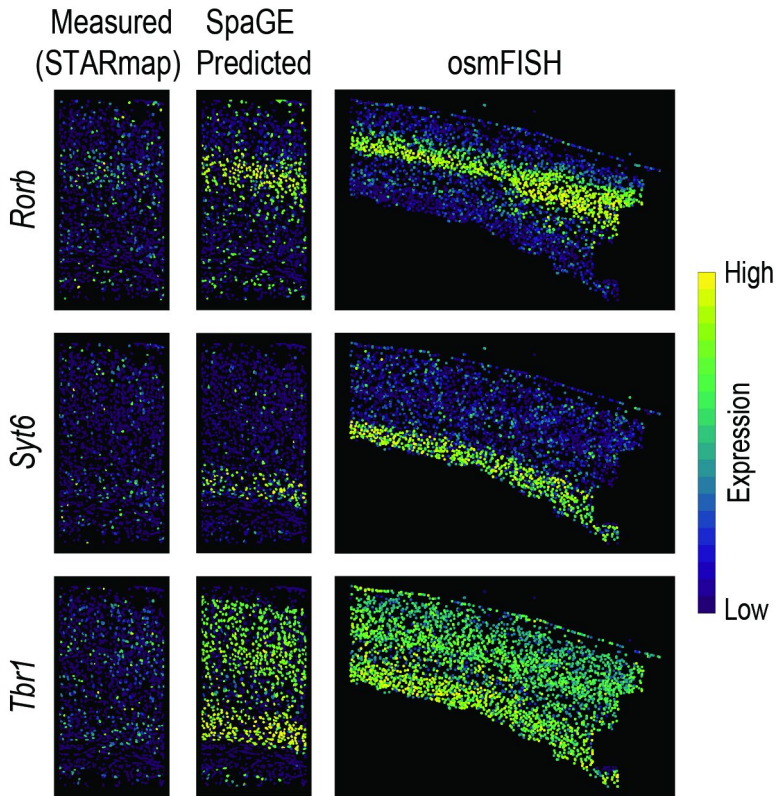 Measured
(STARmap)
SpaGE
Predicted
osmFISH
Rorb
Syt6
Tbr1
High
Expression
Low